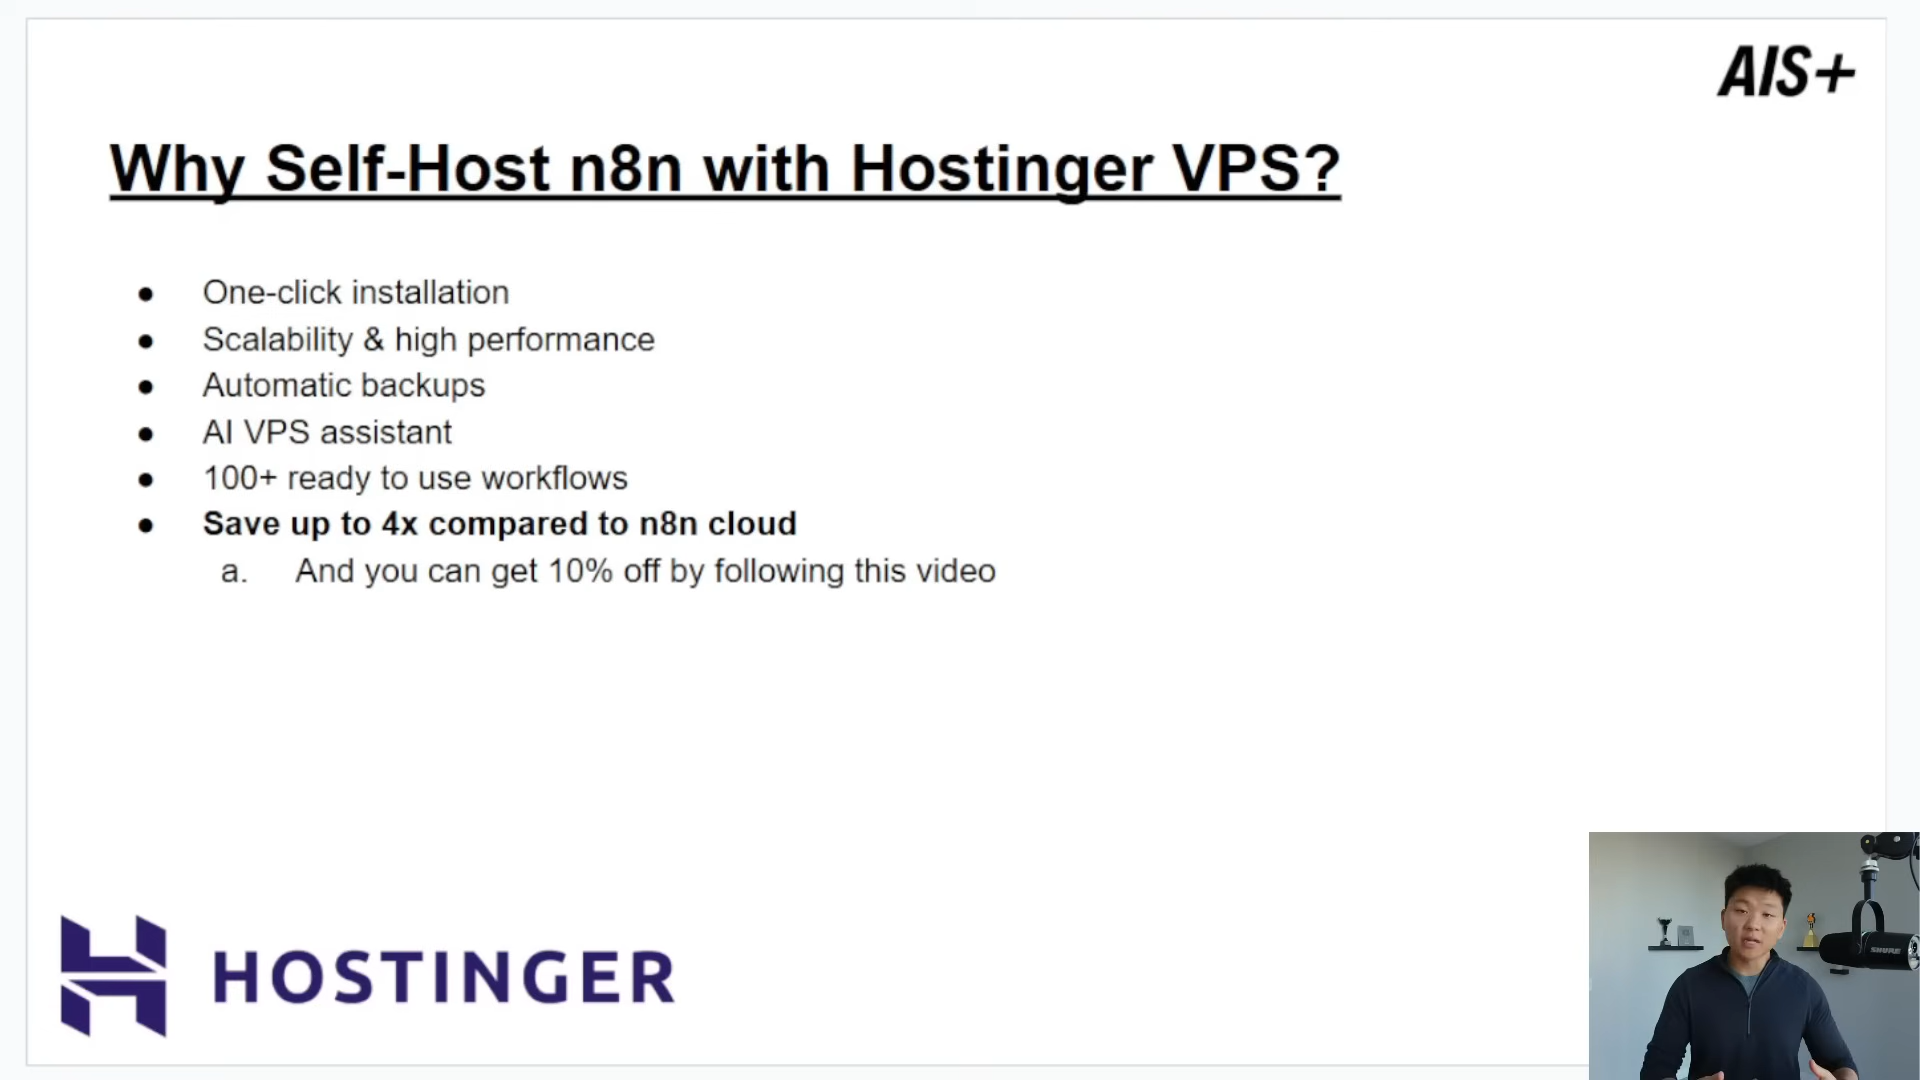 AIS+
Why Self-Host n8n with Hostinger VPS?
● One-click installation
● Scalability & high performance
● Automatic backups
● AI VPS assistant
● 100+ ready to use workflows
● Save up to 4x compared to n8n cloud
a. And you can get 10% off by following this video
HOSTINGER
SHURE